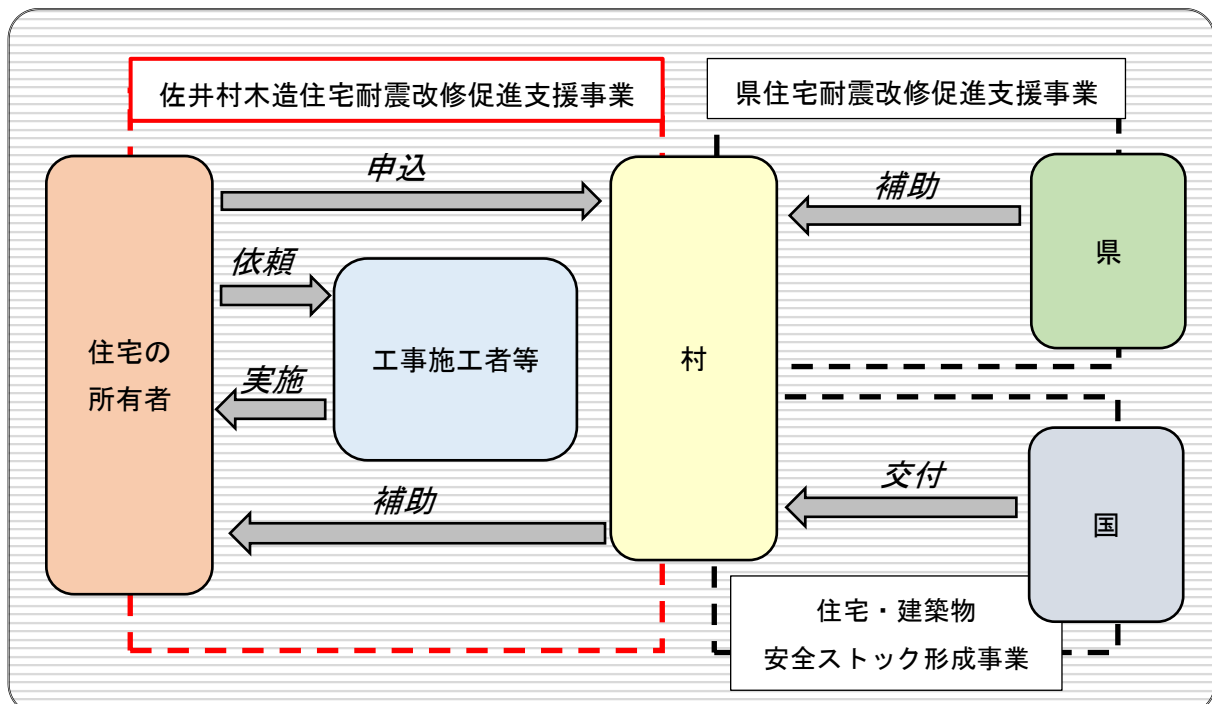 佐井村木造住宅耐震改修促進支援事業
県住宅耐震改修促進支援事業
申込
補助
依頼
県
住宅の
所有者
工事施工者等
村
実施
交付
補助
国
住宅・建築物
安全ストック形成事業